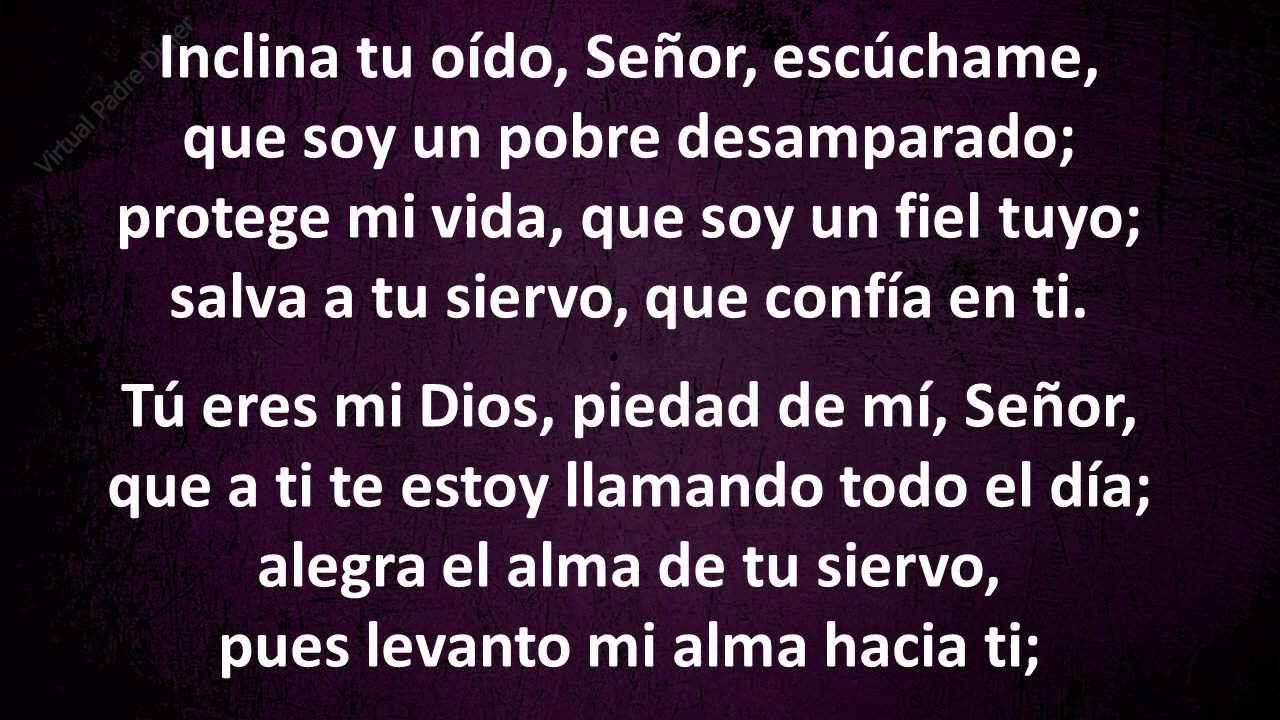 Inclina tu oído, Señor, escúchame,
que soy un pobre desamparado;
protege mi vida, que soy un fiel tuyo;
salva a tu siervo, que confía en ti.
Tú eres mi Dios, piedad de mí, Señor,
que a ti te estoy llamando todo el día;
alegra el alma de tu siervo,
pues levanto mi alma hacia ti;
Virtual Padre